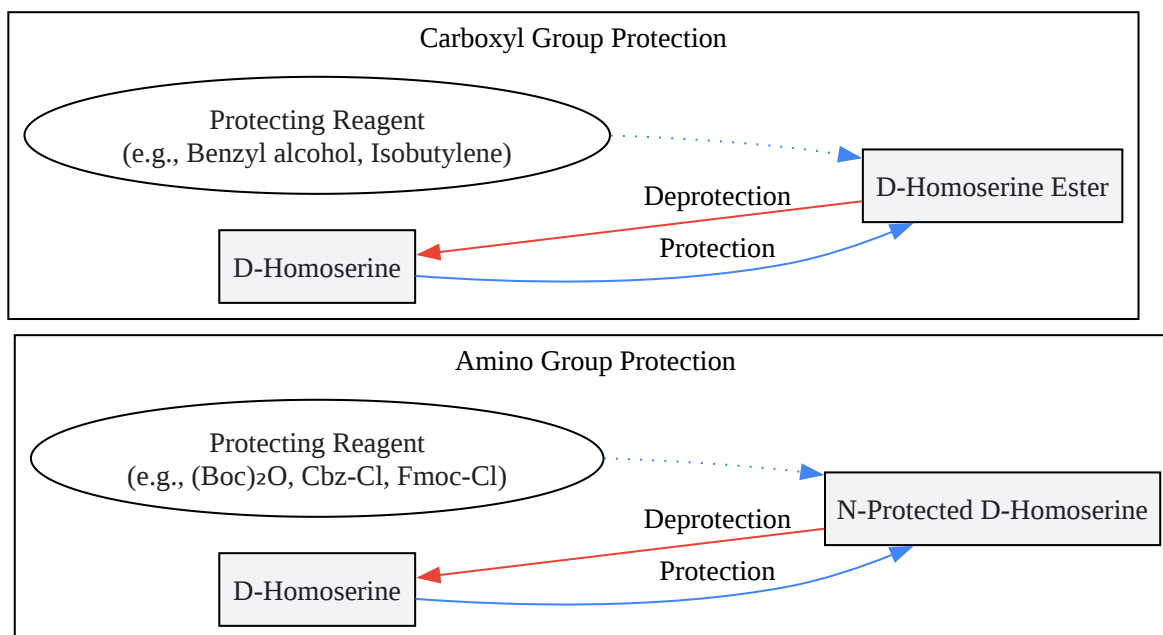 Carboxyl Group Protection
Protecting Reagent
(e.g., Benzyl alcohol, Isobutylene)
D-Homoserine Ester
Deprotection
Protection
D-Homoserine
Amino Group Protection
Protecting Reagent
(e.g., (Boc)₂O, Cbz-Cl, Fmoc-Cl)
N-Protected D-Homoserine
Deprotection
Protection
D-Homoserine